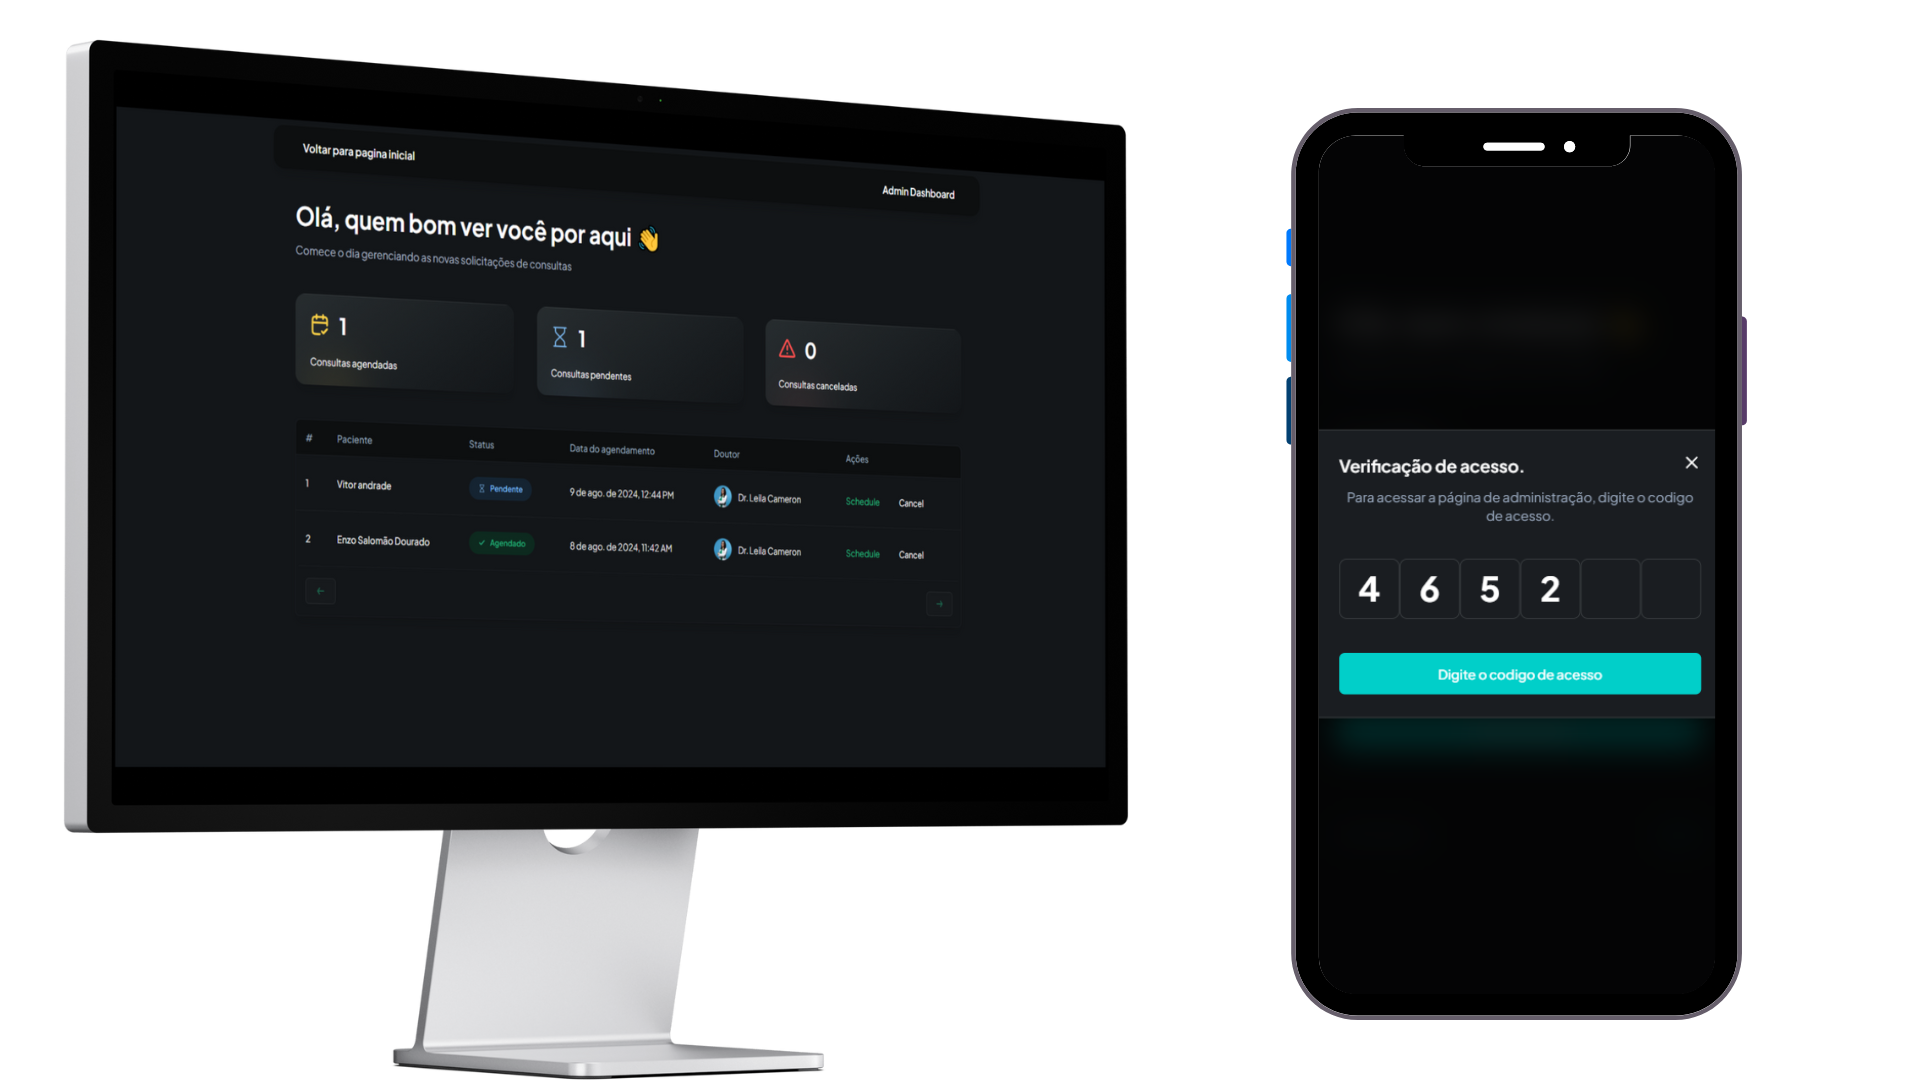 Voltar para pagina inicial
Admin Dashboard
Olá, quem bom ver você por aqui 👋
Comece o dia gerenciando as novas solicitações de consultas
1
Consultas agendadas
1
Consultas pendentes
0
Consultas canceladas
# Paciente Status Data do agendamento Doutor Ações
1 Vitor andrade Pendente 9 de ago. de 2024, 12:44 PM Dr. Leila Cameron Schedule Cancel
2 Enzo Salomão Dourado Agendado 8 de ago. de 2024, 11:42 AM Dr. Leila Cameron Schedule Cancel
Verificação de acesso.
Para acessar a página de administração, digite o codigo
de acesso.
4 6 5 2
Digite o codigo de acesso